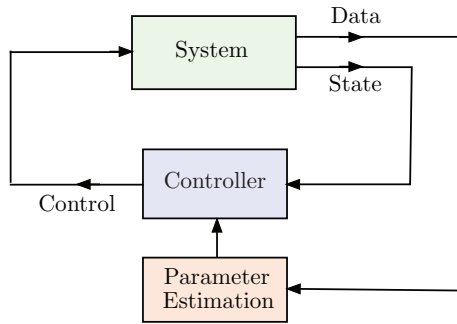 Data
System
State
Controller
Control
Parameter
Estimation